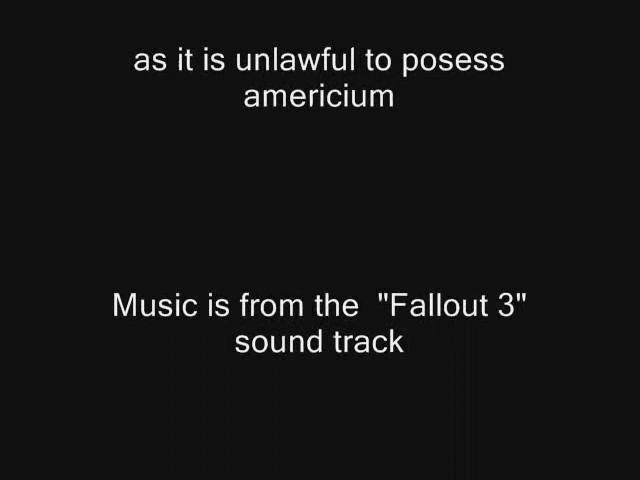 as it is unlawful to posess
americium
Music is from the  "Fallout 3"
sound track